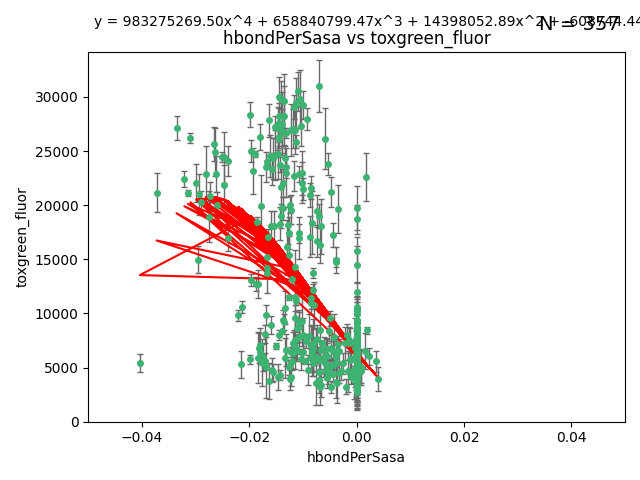 y = 983275269.50x^4 + 658840799.47x^3 + 14398052.89x^2 +
N = 357
hbondPerSasa vs toxgreen_fluor
30000
25000
20000
15000
10000
5000
0
toxgreen_fluor
−0.04
−0.02
0.00
0.02
0.04
hbondPerSasa